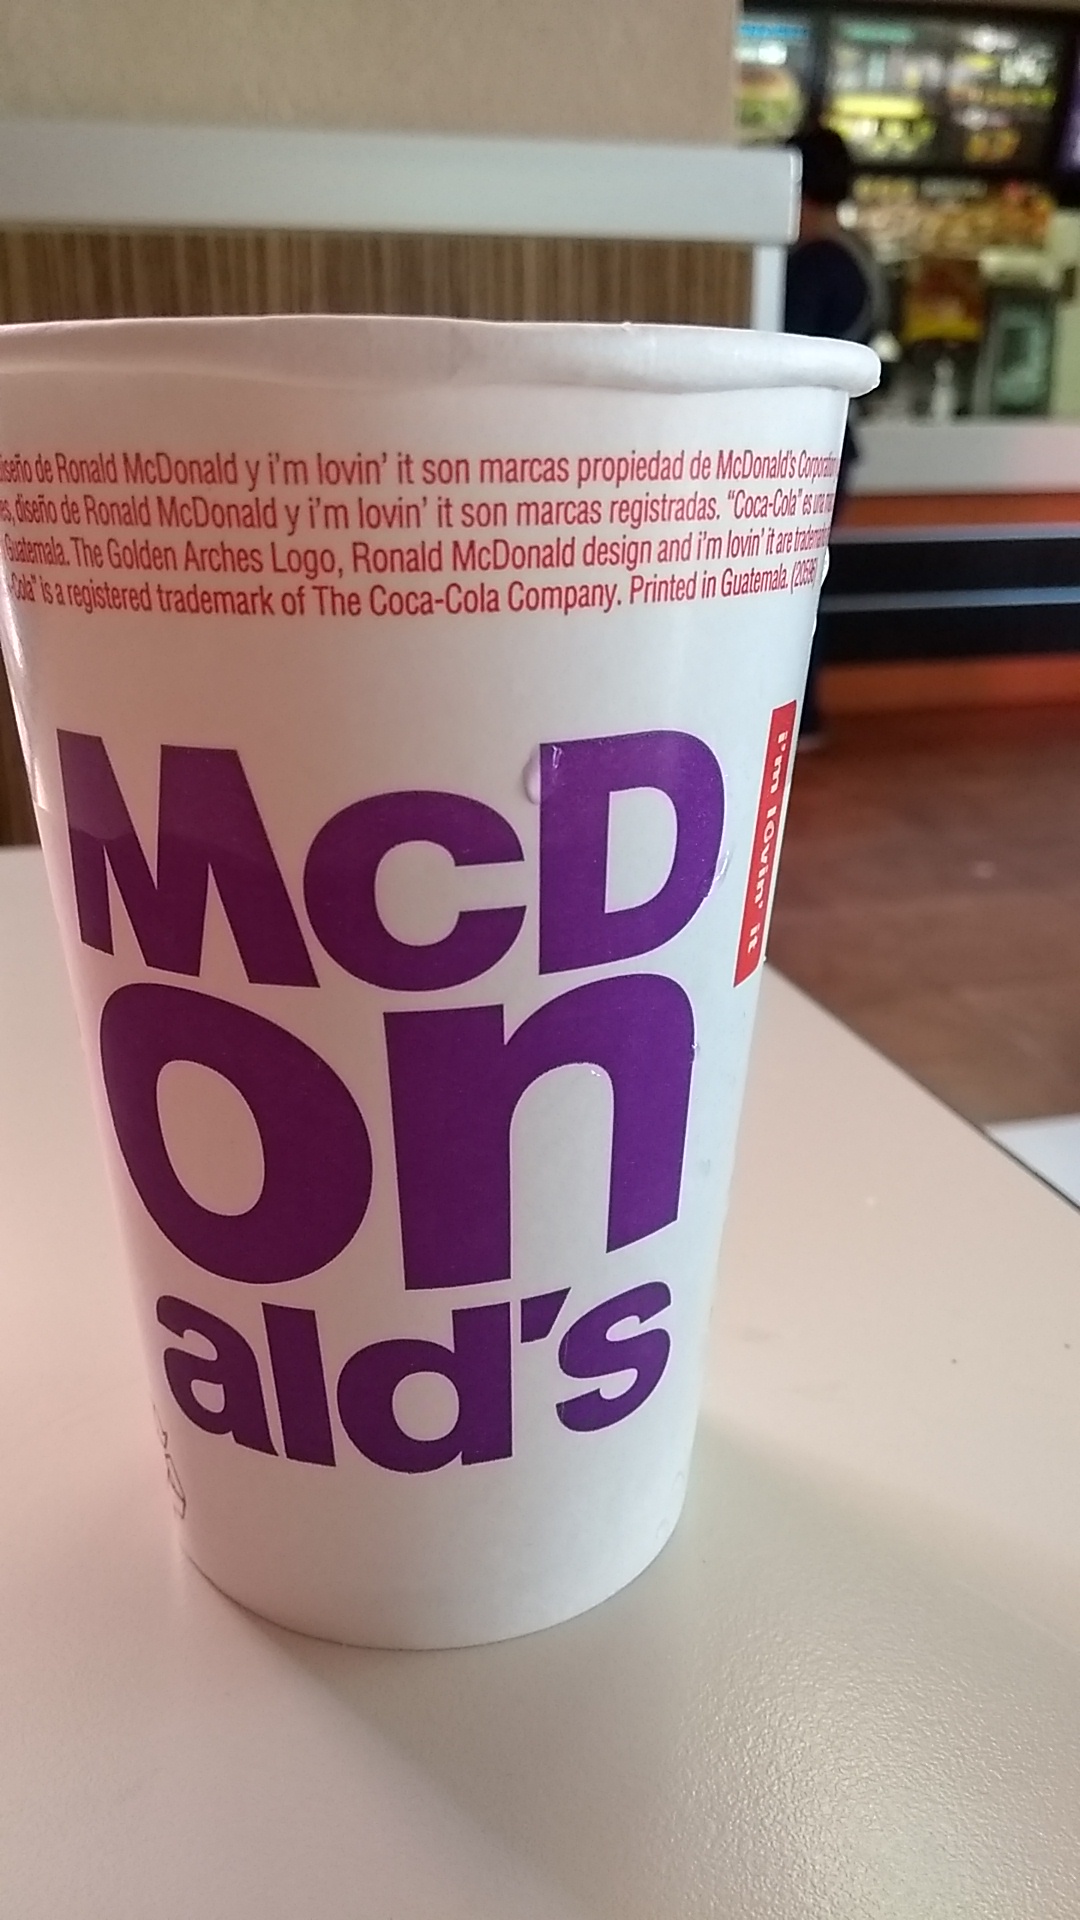 diseño de Ronald McDonald y i'm lovin' it son marcas propiedad de McDonald's Corporation
diseño de Ronald McDonald y i'm lovin' it son marcas registradas. "Coca-Cola" es una
Guatemala. The Golden Arches Logo, Ronald McDonald design and i'm lovin' it are
Cola" is a registered trademark of The Coca-Cola Company. Printed in Guatemala.
McD
on
ald's
i'm lovin' it